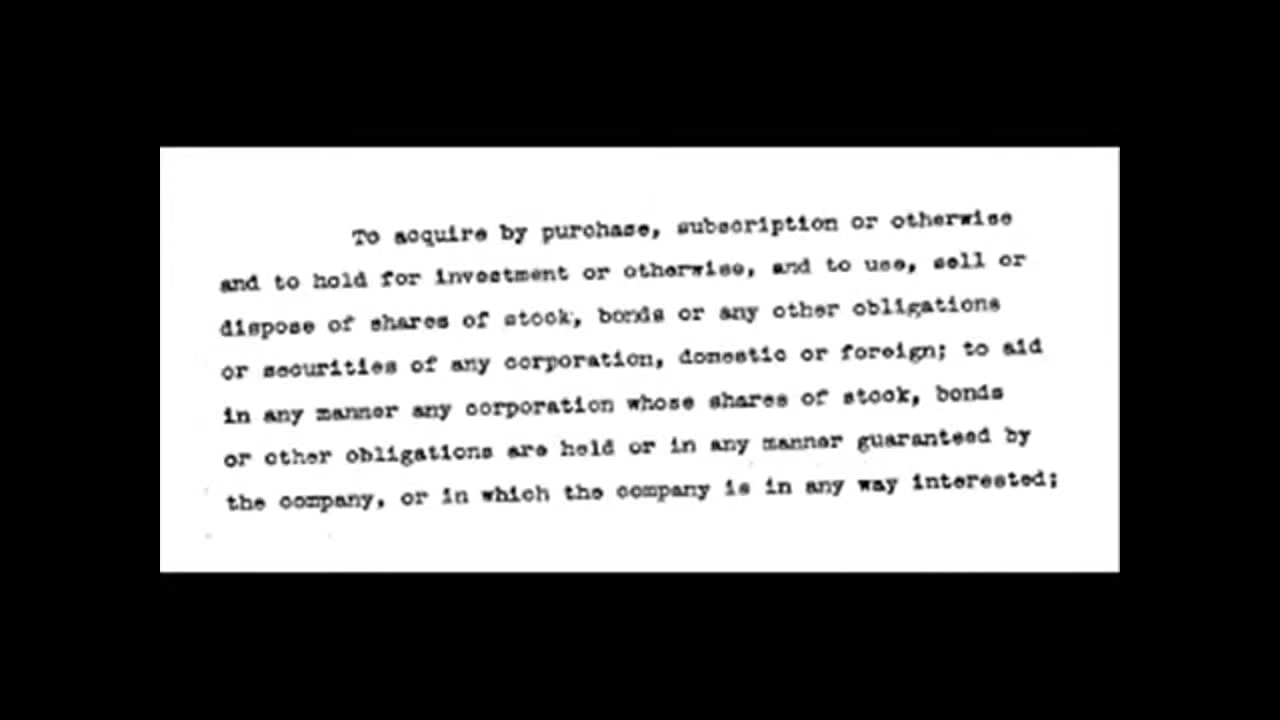 To acquire by purchase, subscription or otherwise
and to hold for investment or otherwise, and to use, sell or
dispose of shares of stock, bonds or any other obligations
or securities of any corporation, domestic or foreign; to aid
in any manner any corporation whose shares of stock, bonds
or other obligations are held or in any manner guaranteed by
the company, or in which the company is in any way interested;